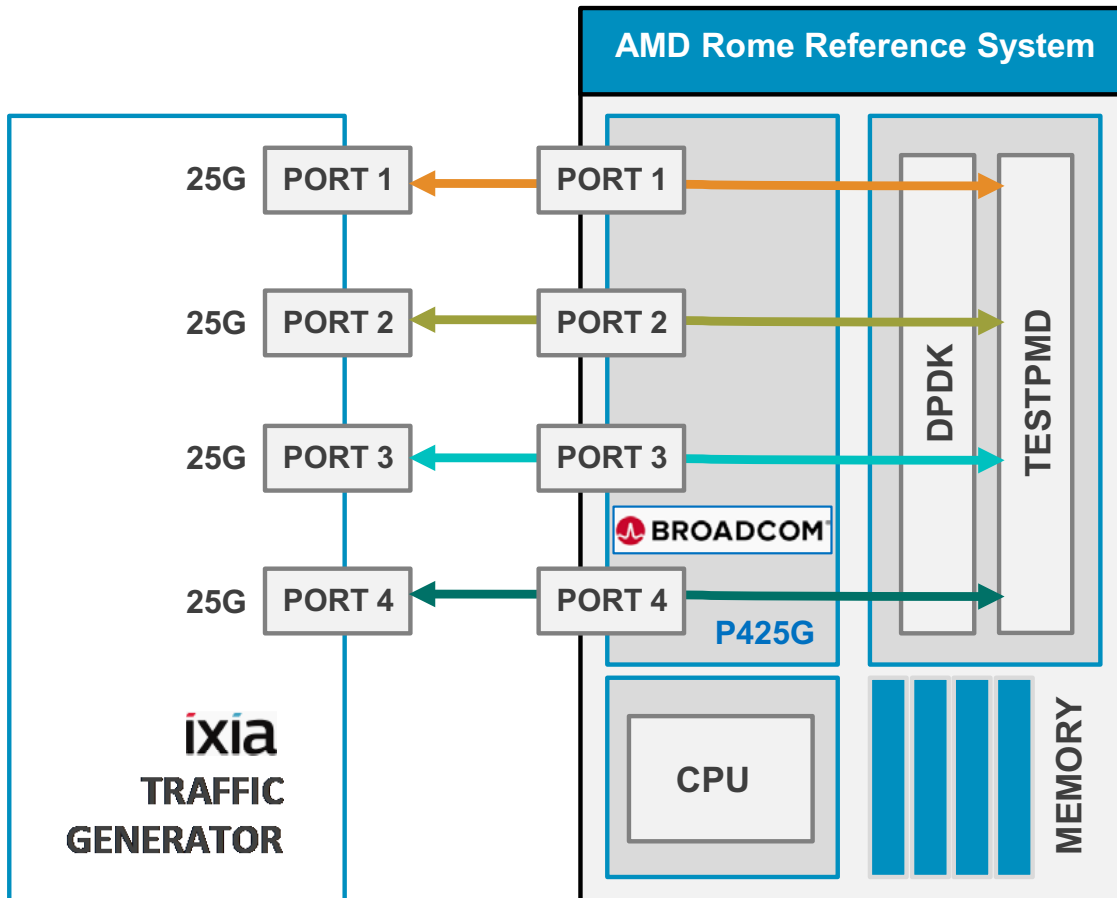 AMD Rome Reference System
25G
PORT 1
PORT 1
25G
PORT 2
PORT 2
25G
PORT 3
PORT 3
25G
PORT 4
PORT 4
BROADCOM®
P425G
DPDK
TESTPMD
ixia
TRAFFIC
GENERATOR
CPU
MEMORY